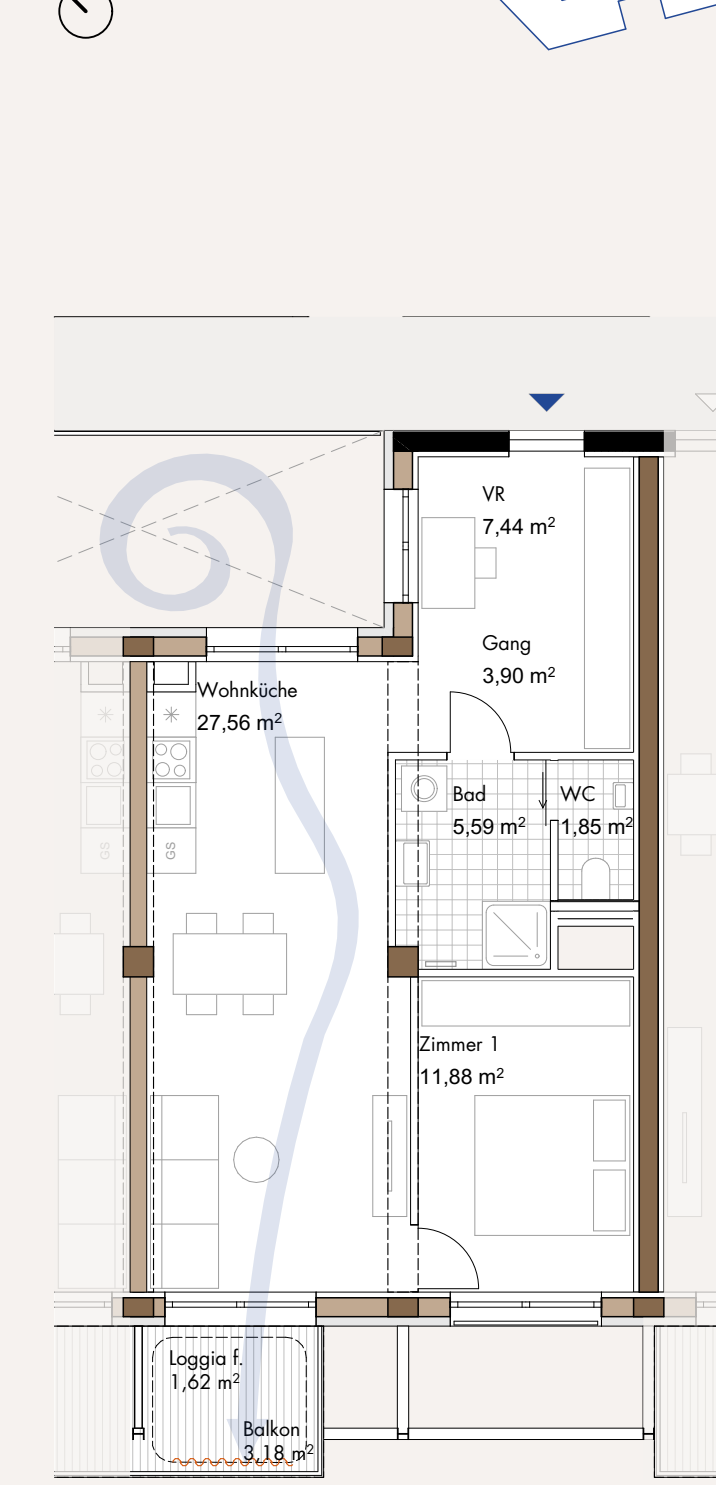 VR
7,44 m²
Gang
3,90 m²
Wohnküche
27,56 m²
Bad
5,59 m²
WC
1,85 m²
GS
GS
Zimmer 1
11,88 m²
Loggia f.
1,62 m²
Balkon
3,18 m²